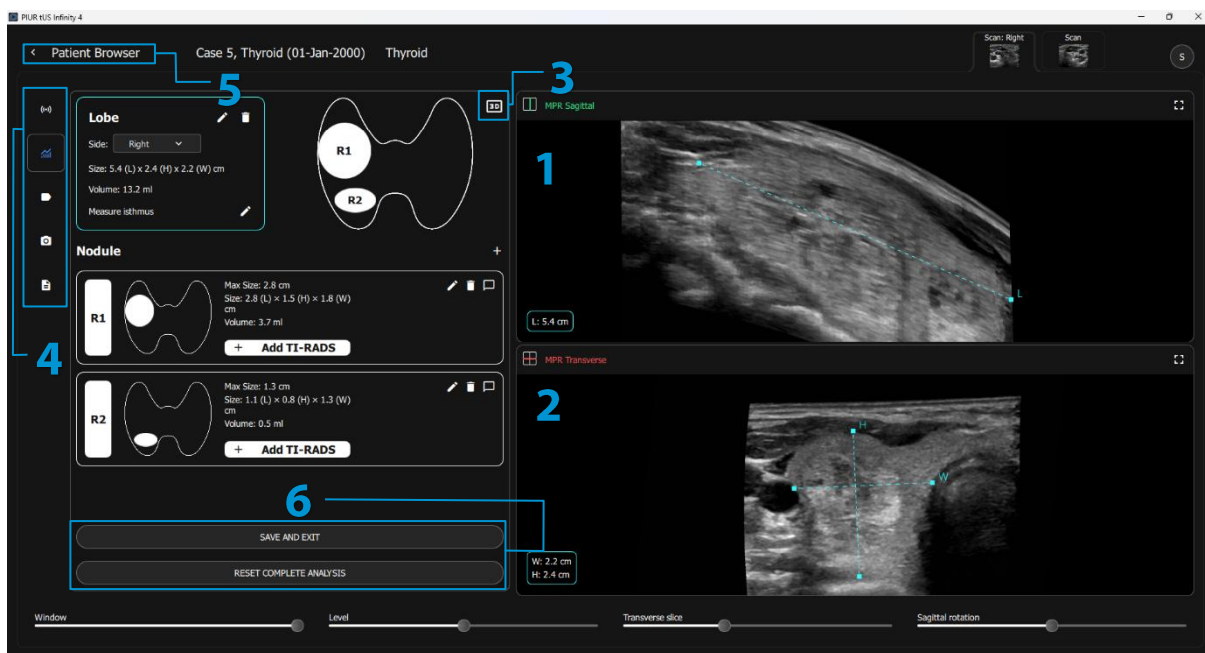 PIUR tUS Infinity 4
Patient Browser
Case 5, Thyroid (01-Jan-2000) Thyroid
Scan: Right
Scan
S
5
3
4
Lobe
Side: Right
Size: 5.4 (L) x 2.4 (H) x 2.2 (W) cm
Volume: 13.2 ml
Measure isthmus
R1
R2
3D
Nodule
+
R1
Max Size: 2.8 cm
Size: 2.8 (L) × 1.5 (H) × 1.8 (W)
cm
Volume: 3.7 ml
+ Add TI-RADS
R2
Max Size: 1.3 cm
Size: 1.1 (L) × 0.8 (H) × 1.3 (W)
cm
Volume: 0.5 ml
+ Add TI-RADS
6
SAVE AND EXIT
RESET COMPLETE ANALYSIS
MPR Sagittal
1
L
L: 5.4 cm
MPR Transverse
2
H
W
W: 2.2 cm
H: 2.4 cm
Window
Level
Transverse slice
Sagittal rotation